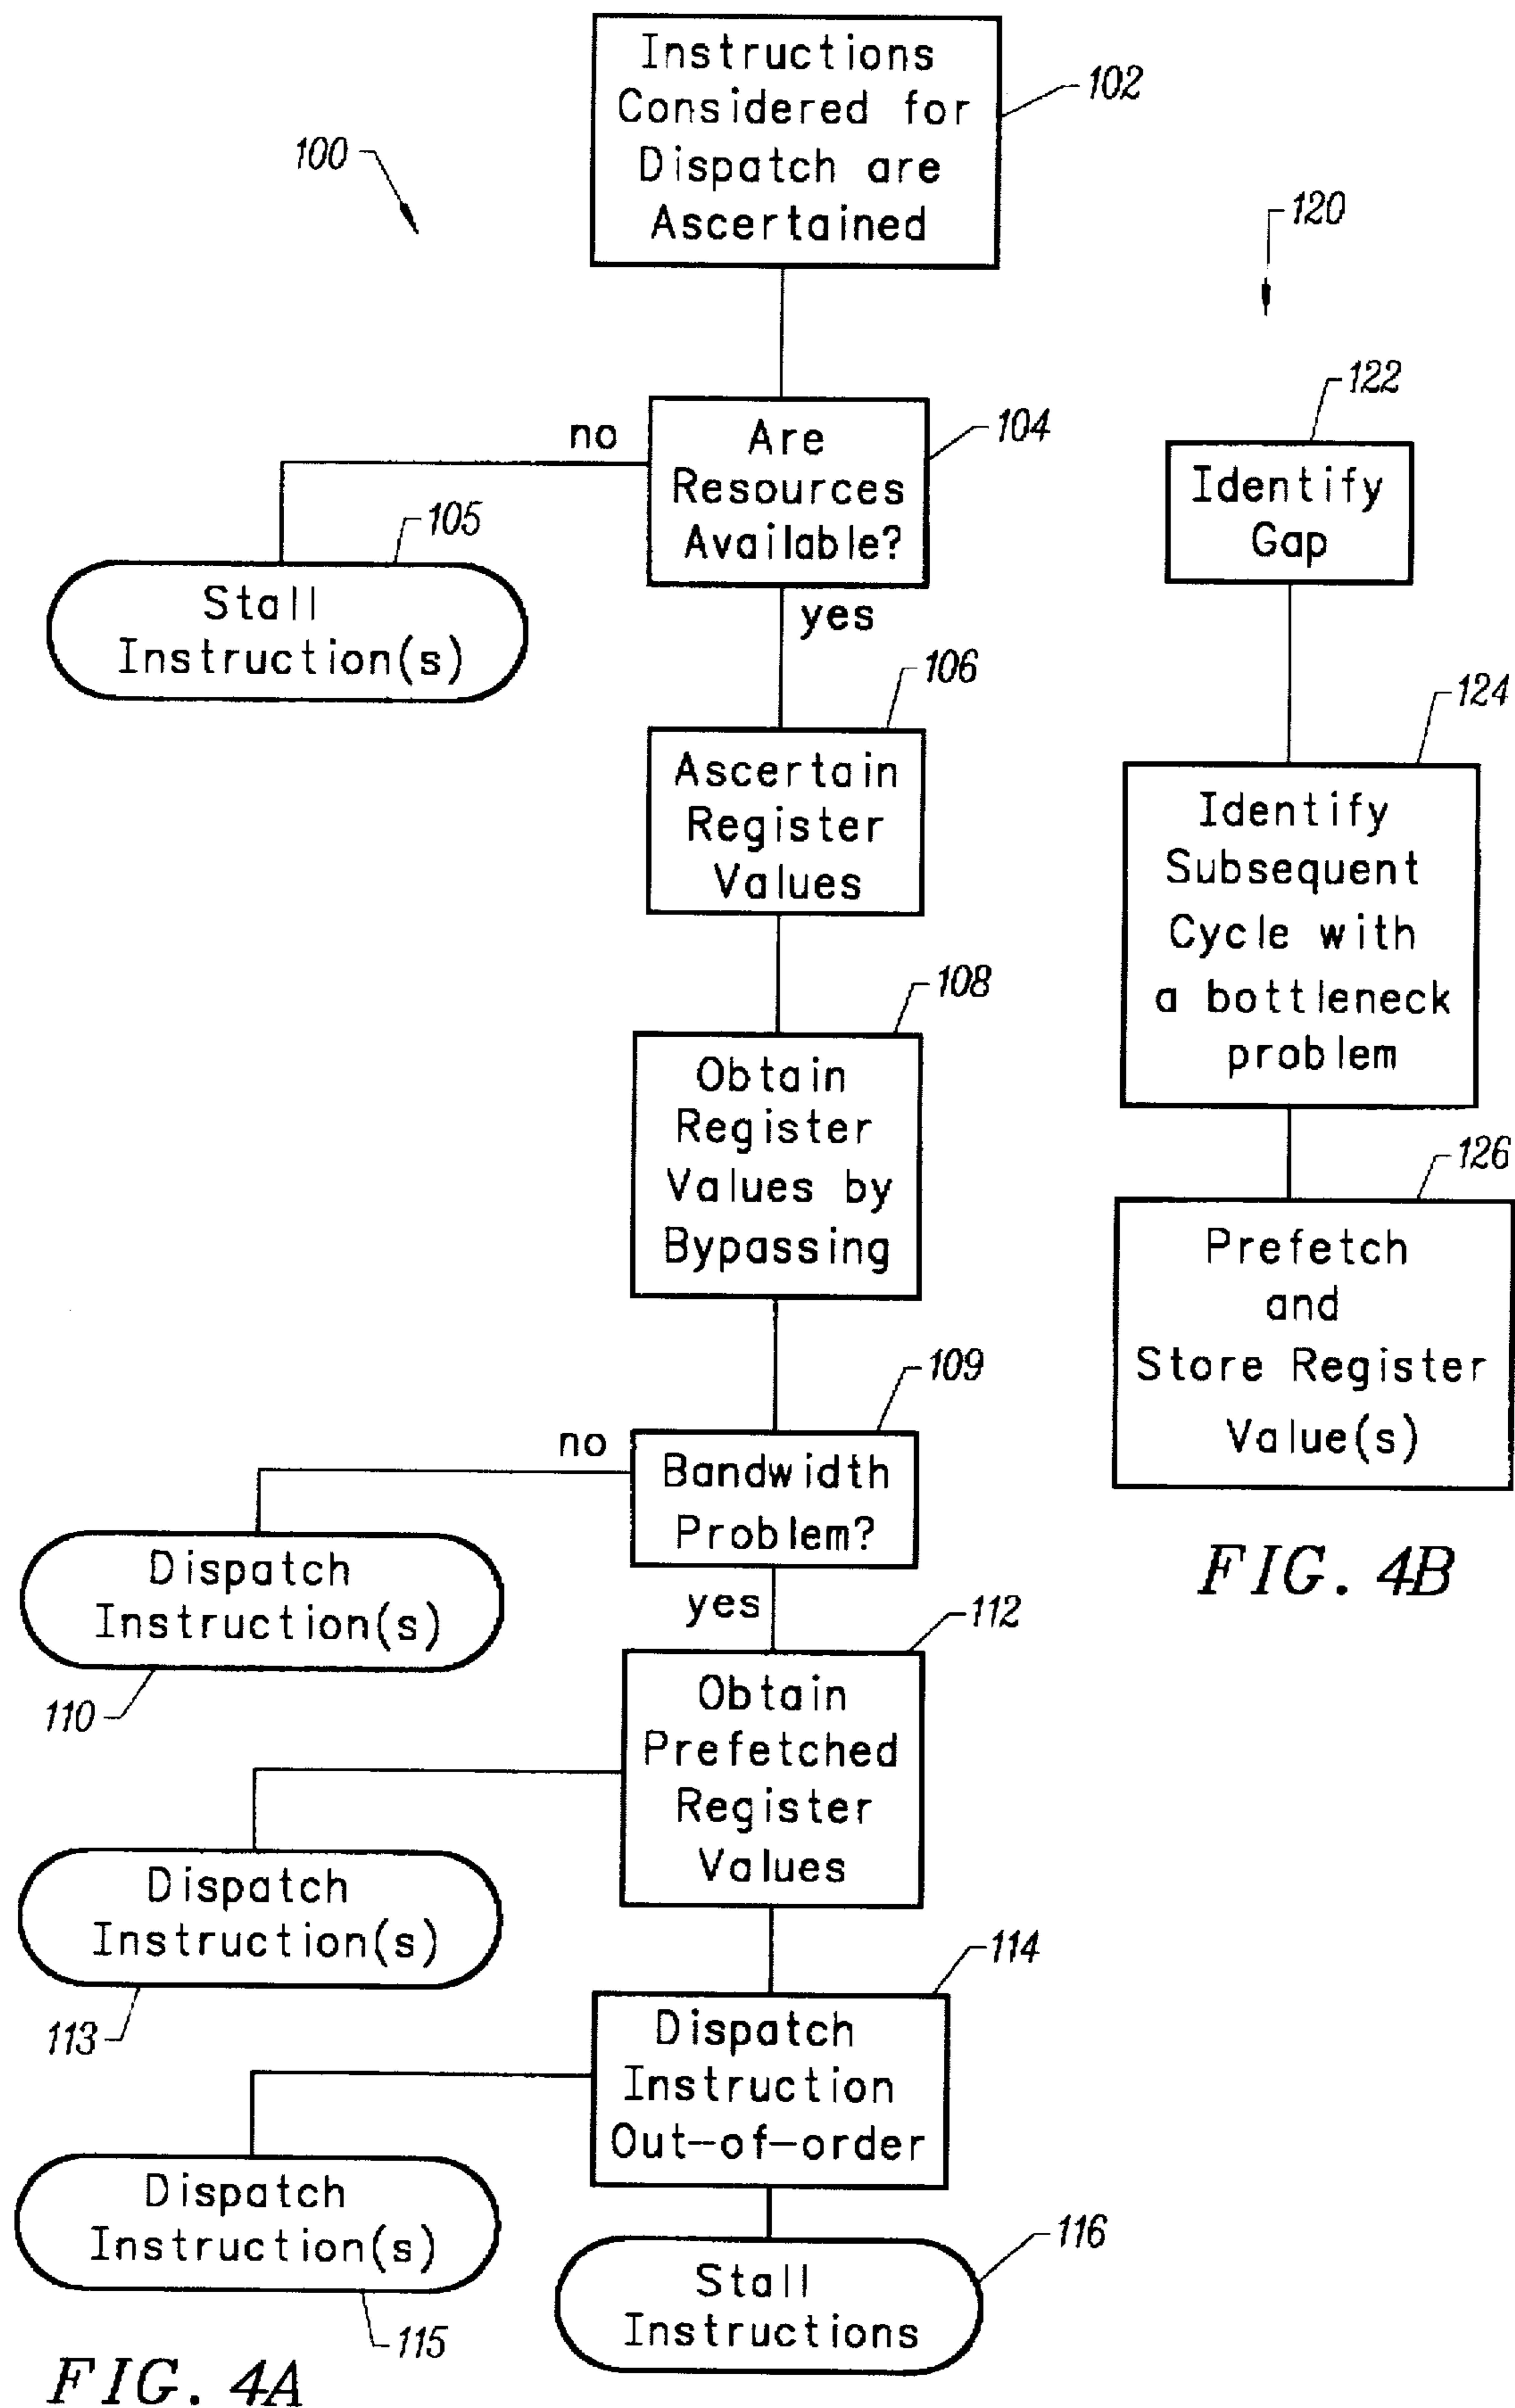 Instructions
Considered for
Dispatch are
Ascertained
102
100
120
no
Are
Resources
Available?
104
105
Stall
Instruction(s)
yes
106
Ascertain
Register
Values
108
Obtain
Register
Values by
Bypassing
109
no
Bandwidth
Problem?
Dispatch
Instruction(s)
110
yes
112
Obtain
Prefetched
Register
Values
Dispatch
Instruction(s)
113
114
Dispatch
Instruction
Out-of-order
Dispatch
Instruction(s)
115
116
Stall
Instructions
FIG. 4A
122
Identify
Gap
124
Identify
Subsequent
Cycle with
a bottleneck
problem
126
Prefetch
and
Store Register
Value(s)
FIG. 4B